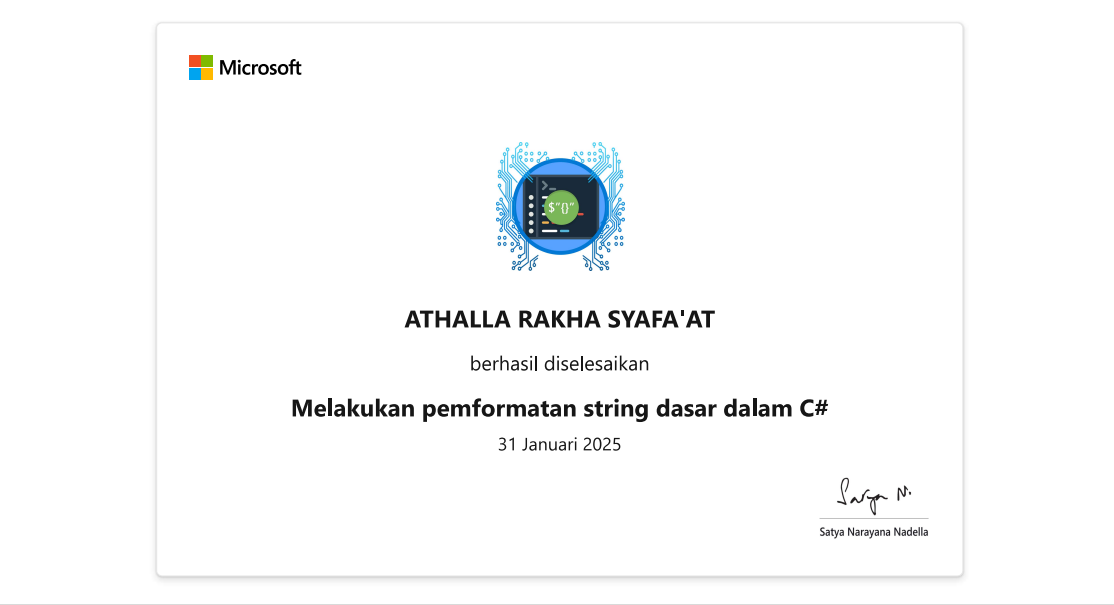 Microsoft
$"{}"
ATHALLA RAKHA SYAFA'AT
berhasil diselesaikan
Melakukan pemformatan string dasar dalam C#
31 Januari 2025
Satya N.
Satya Narayana Nadella